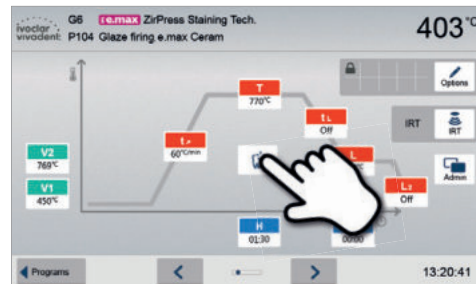 ivoclar vivadent:
G6 IPS e.max ZirPress Staining Tech.
P104 Glaze firing e.max Ceram
403°C
Options
T
770°C
tL
Off
IRT
IRT
t↗
60°C/min
V2
769°C
L
°C
Admin
V1
450°C
L2
Off
H
01:30
00:00
Programs
13:20:41